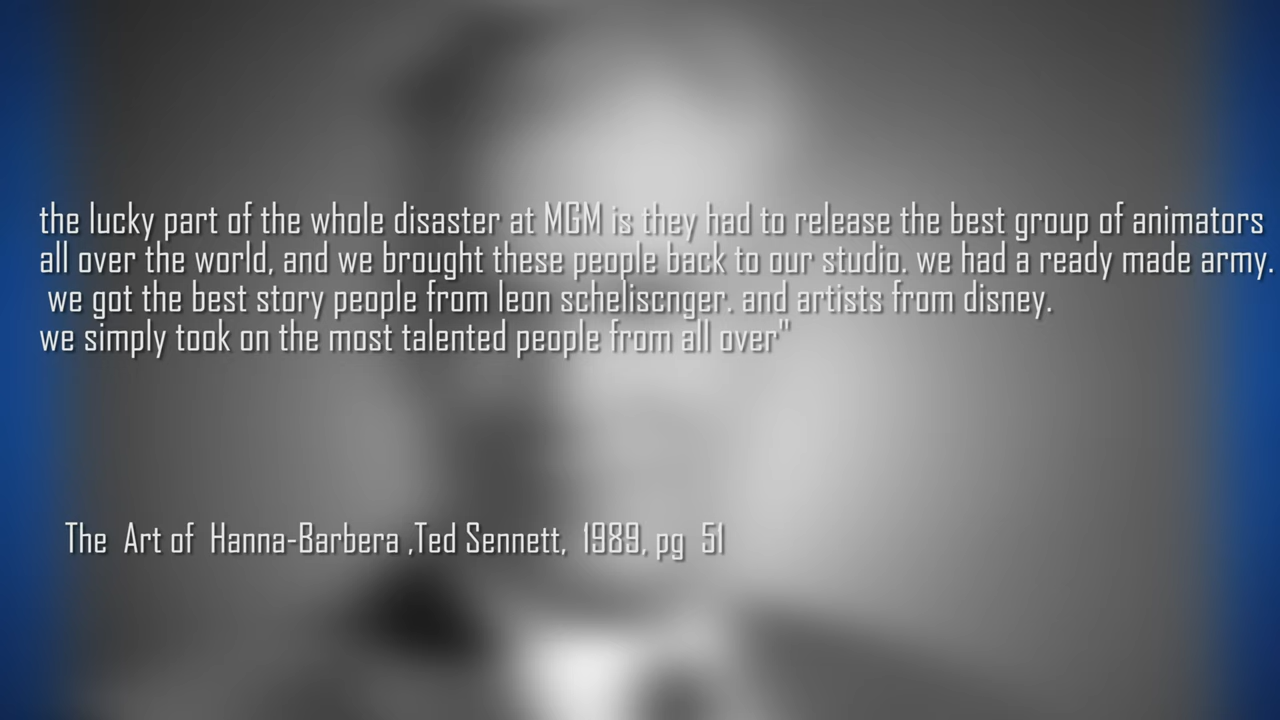 the lucky part of the whole disaster at MGM is they had to release the best group of animators
all over the world, and we brought these people back to our studio. we had a ready made army.
we got the best story people from leon scheliscnger. and artists from disney.
we simply took on the most talented people from all over"
The Art of Hanna-Barbera ,Ted Sennett, 1989, pg 51